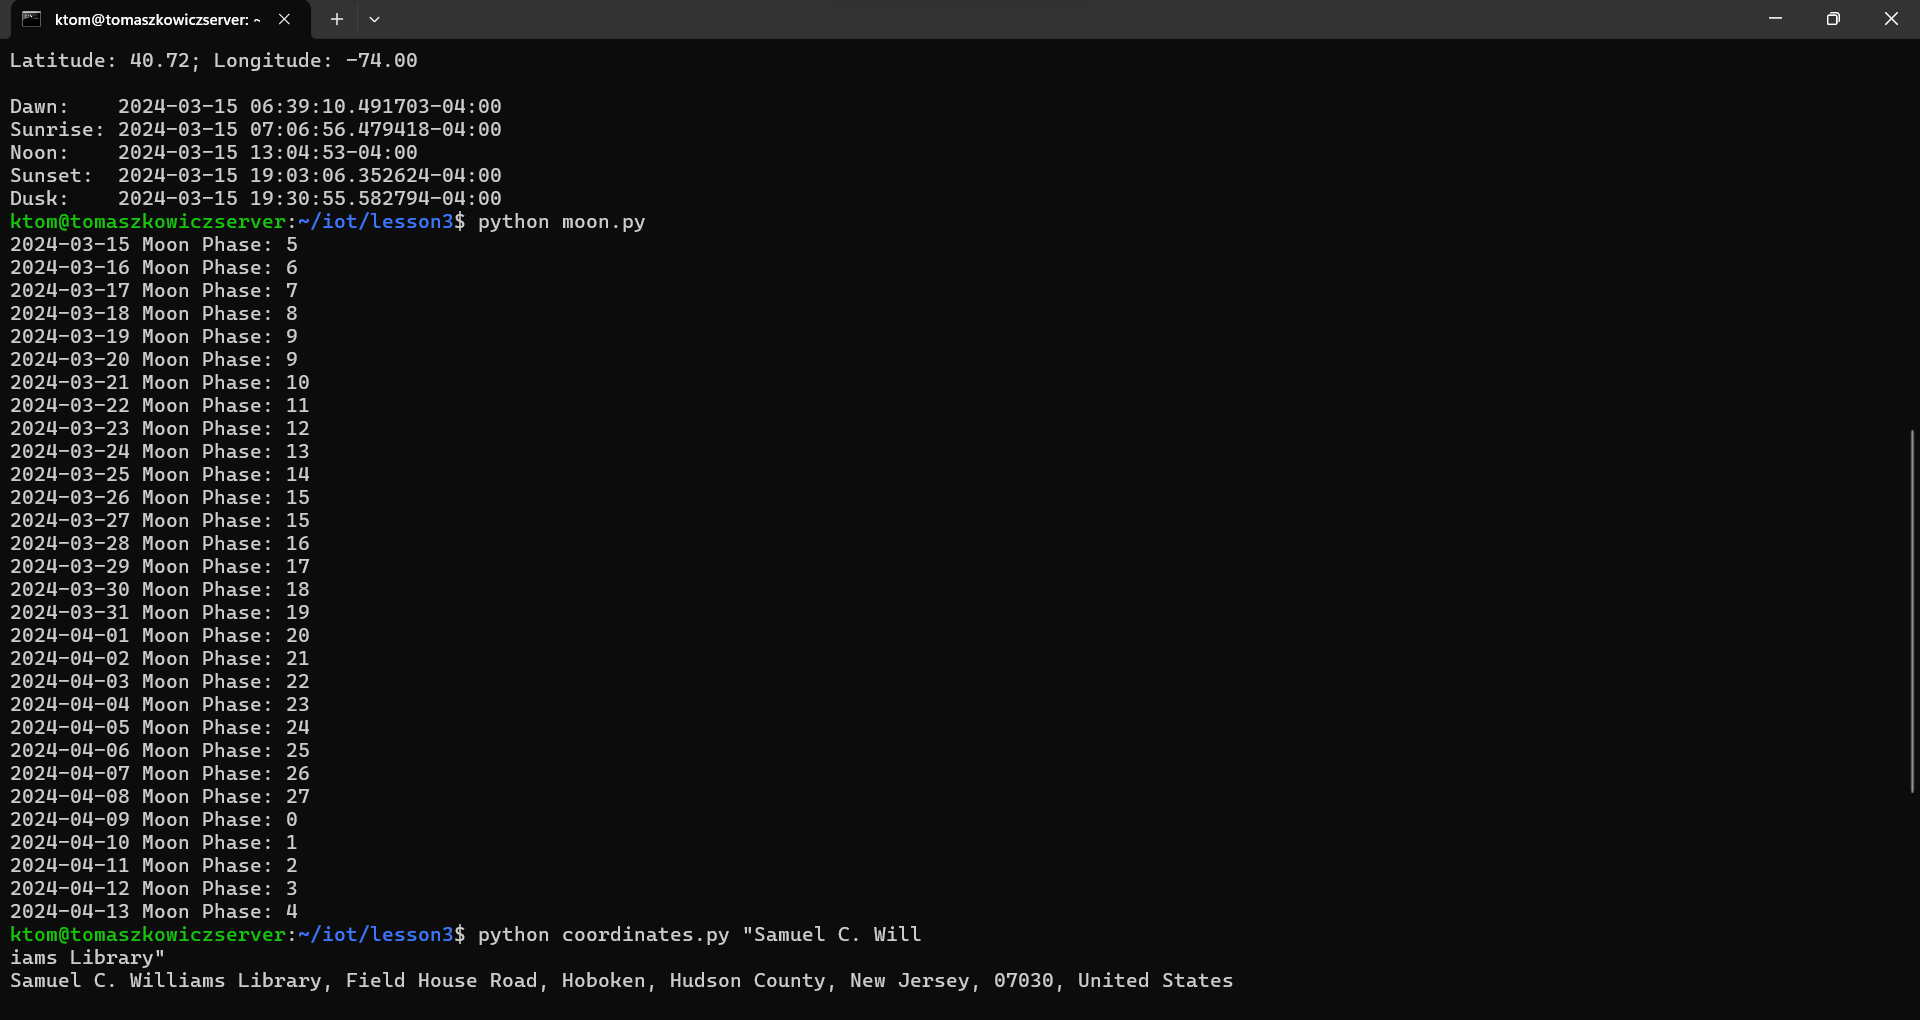 ktom@tomaszkowiczserver: ~
Latitude: 40.72; Longitude: -74.00
Dawn:    2024-03-15 06:39:10.491703-04:00
Sunrise: 2024-03-15 07:06:56.479418-04:00
Noon:    2024-03-15 13:04:53-04:00
Sunset:  2024-03-15 19:03:06.352624-04:00
Dusk:    2024-03-15 19:30:55.582794-04:00
ktom@tomaszkowiczserver:~/iot/lesson3$ python moon.py
2024-03-15 Moon Phase: 5
2024-03-16 Moon Phase: 6
2024-03-17 Moon Phase: 7
2024-03-18 Moon Phase: 8
2024-03-19 Moon Phase: 9
2024-03-20 Moon Phase: 9
2024-03-21 Moon Phase: 10
2024-03-22 Moon Phase: 11
2024-03-23 Moon Phase: 12
2024-03-24 Moon Phase: 13
2024-03-25 Moon Phase: 14
2024-03-26 Moon Phase: 15
2024-03-27 Moon Phase: 15
2024-03-28 Moon Phase: 16
2024-03-29 Moon Phase: 17
2024-03-30 Moon Phase: 18
2024-03-31 Moon Phase: 19
2024-04-01 Moon Phase: 20
2024-04-02 Moon Phase: 21
2024-04-03 Moon Phase: 22
2024-04-04 Moon Phase: 23
2024-04-05 Moon Phase: 24
2024-04-06 Moon Phase: 25
2024-04-07 Moon Phase: 26
2024-04-08 Moon Phase: 27
2024-04-09 Moon Phase: 0
2024-04-10 Moon Phase: 1
2024-04-11 Moon Phase: 2
2024-04-12 Moon Phase: 3
2024-04-13 Moon Phase: 4
ktom@tomaszkowiczserver:~/iot/lesson3$ python coordinates.py "Samuel C. Will
iams Library"
Samuel C. Williams Library, Field House Road, Hoboken, Hudson County, New Jersey, 07030, United States